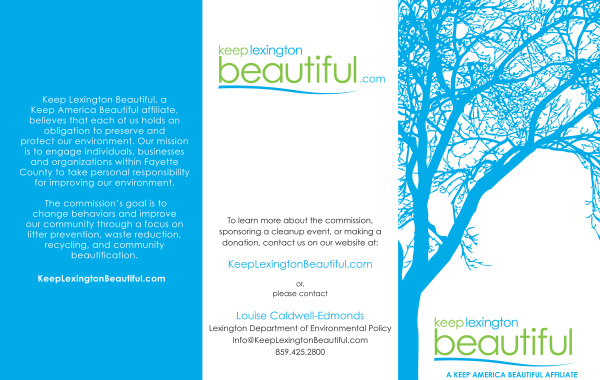 Keep Lexington Beautiful, a
Keep America Beautiful affiliate,
believes that each of us holds an
obligation to preserve and
protect our environment. Our mission
is to engage individuals, businesses
and organizations within Fayette
County to take personal responsibility
for improving our environment.
The commission's goal is to
change behaviors and improve
our community through a focus on
litter prevention, waste reduction,
recycling, and community
beautification.
KeepLexingtonBeautiful.com
keep lexington
beautiful.com
To learn more about the commission,
sponsoring a cleanup event, or making a
donation, contact us on our website at:
KeepLexingtonBeautiful.com
or,
please contact
Louise Caldwell-Edmonds
Lexington Department of Environmental Policy
Info@KeepLexingtonBeautiful.com
859.425.2800
keep lexington
beautiful
A KEEP AMERICA BEAUTIFUL AFFILIATE